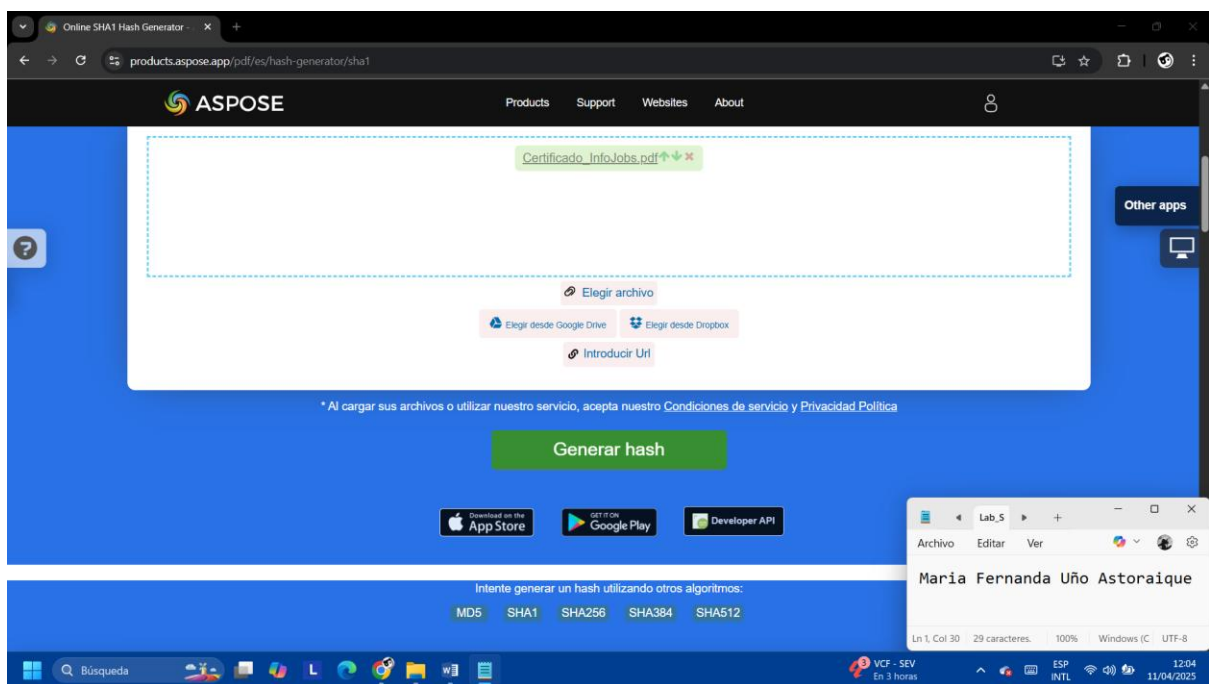 Online SHA1 Hash Generator -
products.aspose.app/pdf/es/hash-generator/sha1
ASPOSE
Products Support Websites About
Certificado_InfoJobs.pdf
Other apps
Elegir archivo
Elegir desde Google Drive Elegir desde Dropbox
Introducir Url
* Al cargar sus archivos o utilizar nuestro servicio, acepta nuestro Condiciones de servicio y Privacidad Política
Generar hash
Download on the App Store
GET IT ON Google Play
Developer API
Intente generar un hash utilizando otros algoritmos:
MD5 SHA1 SHA256 SHA384 SHA512
Lab_5
Archivo Editar Ver
Maria Fernanda Uño Astoraique
Ln 1, Col 30 29 caracteres. 100% Windows (C UTF-8
Búsqueda
L
3
VCF - SEV
En 3 horas
ESP
INTL
12:04
11/04/2025